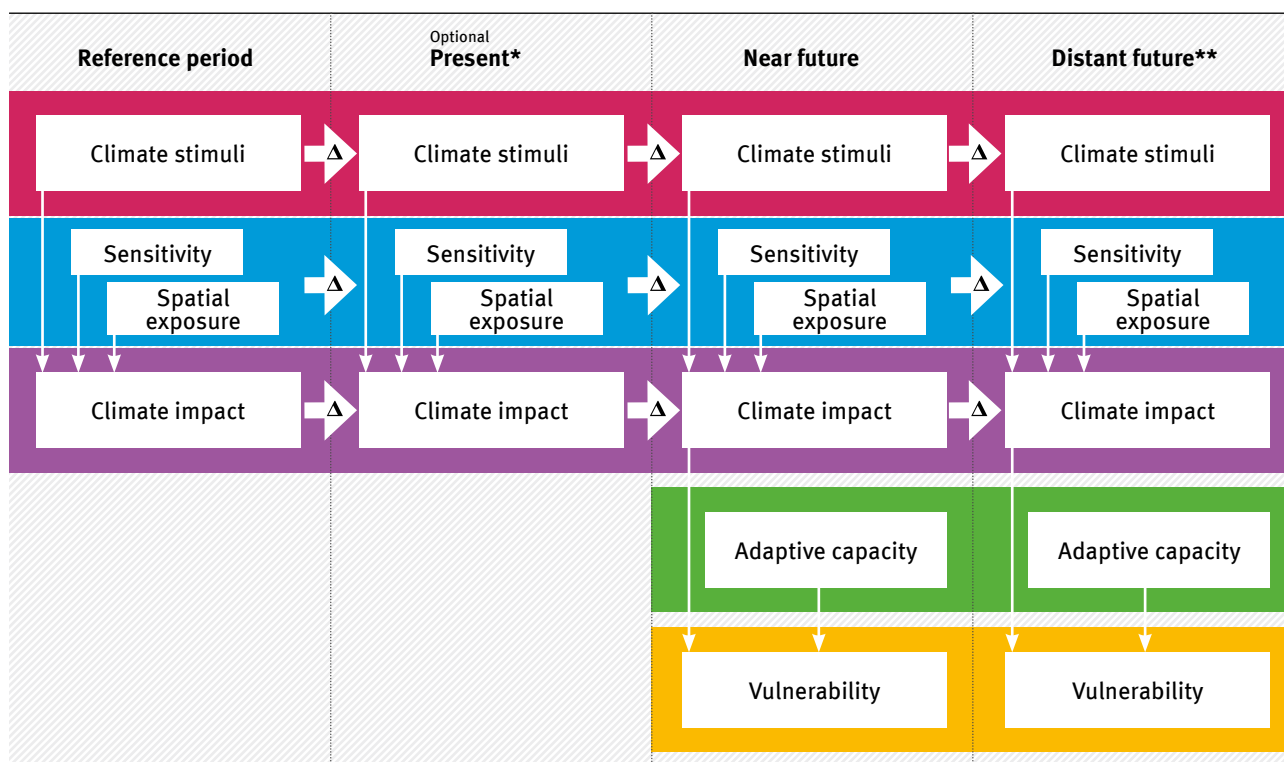 Reference period
Optional
Present*
Near future
Distant future**
Climate stimuli
Δ
Climate stimuli
Δ
Climate stimuli
Δ
Climate stimuli
Sensitivity
Spatial
exposure
Δ
Sensitivity
Spatial
exposure
Δ
Sensitivity
Spatial
exposure
Δ
Sensitivity
Spatial
exposure
Climate impact
Δ
Climate impact
Δ
Climate impact
Δ
Climate impact
Adaptive capacity
Adaptive capacity
Vulnerability
Vulnerability